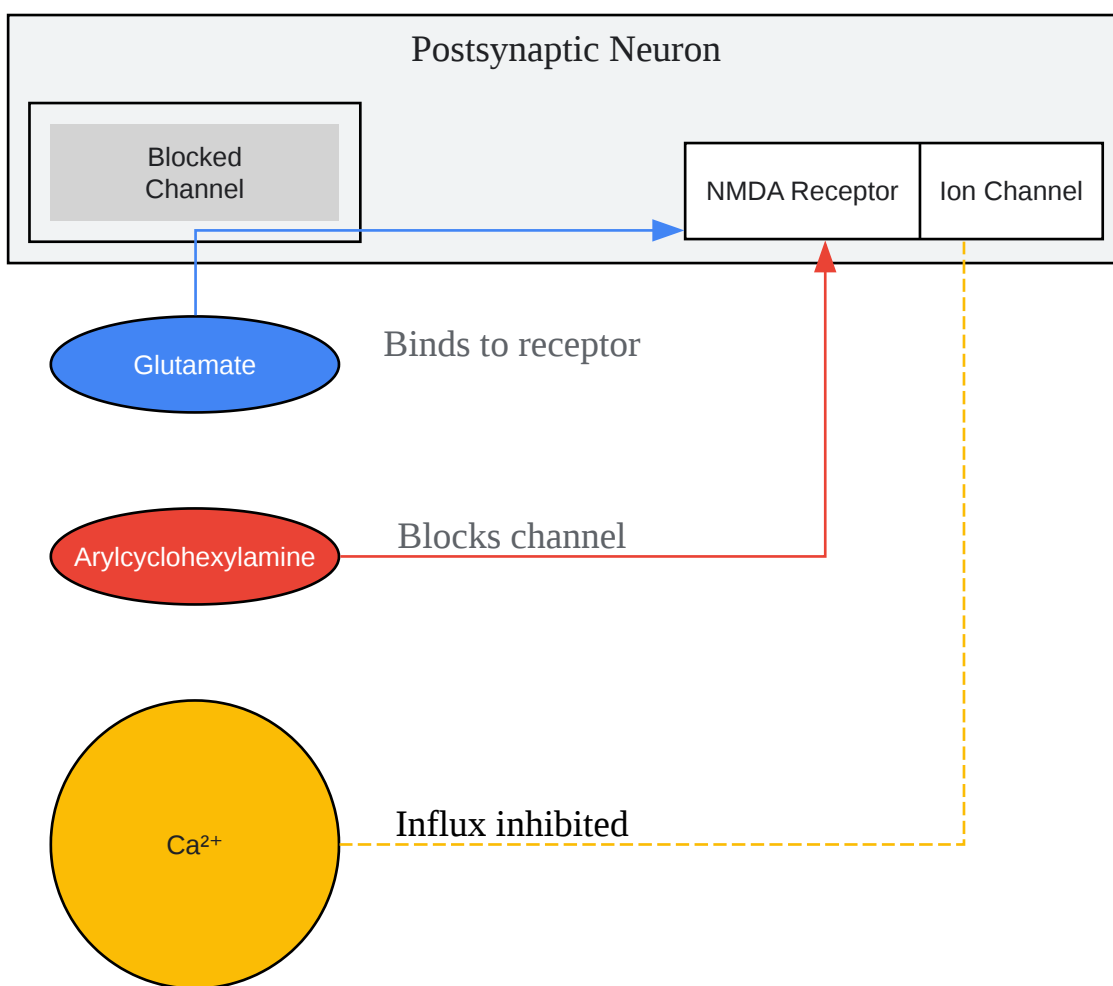 Postsynaptic Neuron
Blocked
Channel
NMDA Receptor
Ion Channel
Glutamate
Binds to receptor
Arylcyclohexylamine
Blocks channel
Ca²⁺
Influx inhibited